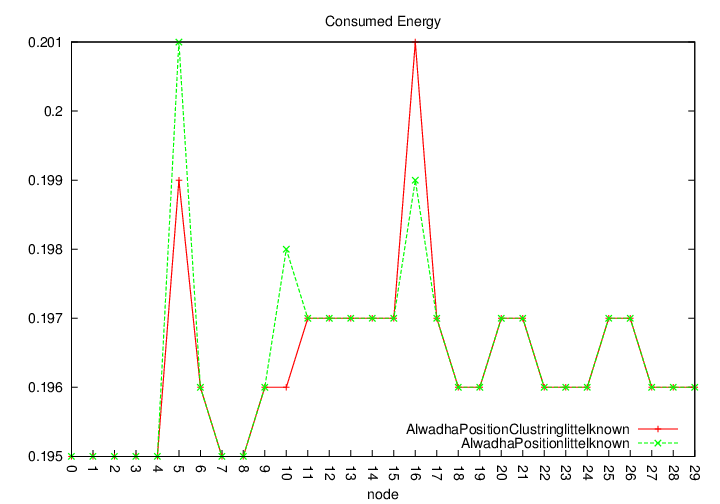 Consumed Energy
0.201
0.2
0.199
0.198
0.197
0.196
0.195
AlwadhaPositionClustringlittelknown
AlwadhaPositionlittelknown
0 1 2 3 4 5 6 7 8 9 10 11 12 13 14 15 16 17 18 19 20 21 22 23 24 25 26 27 28 29
node